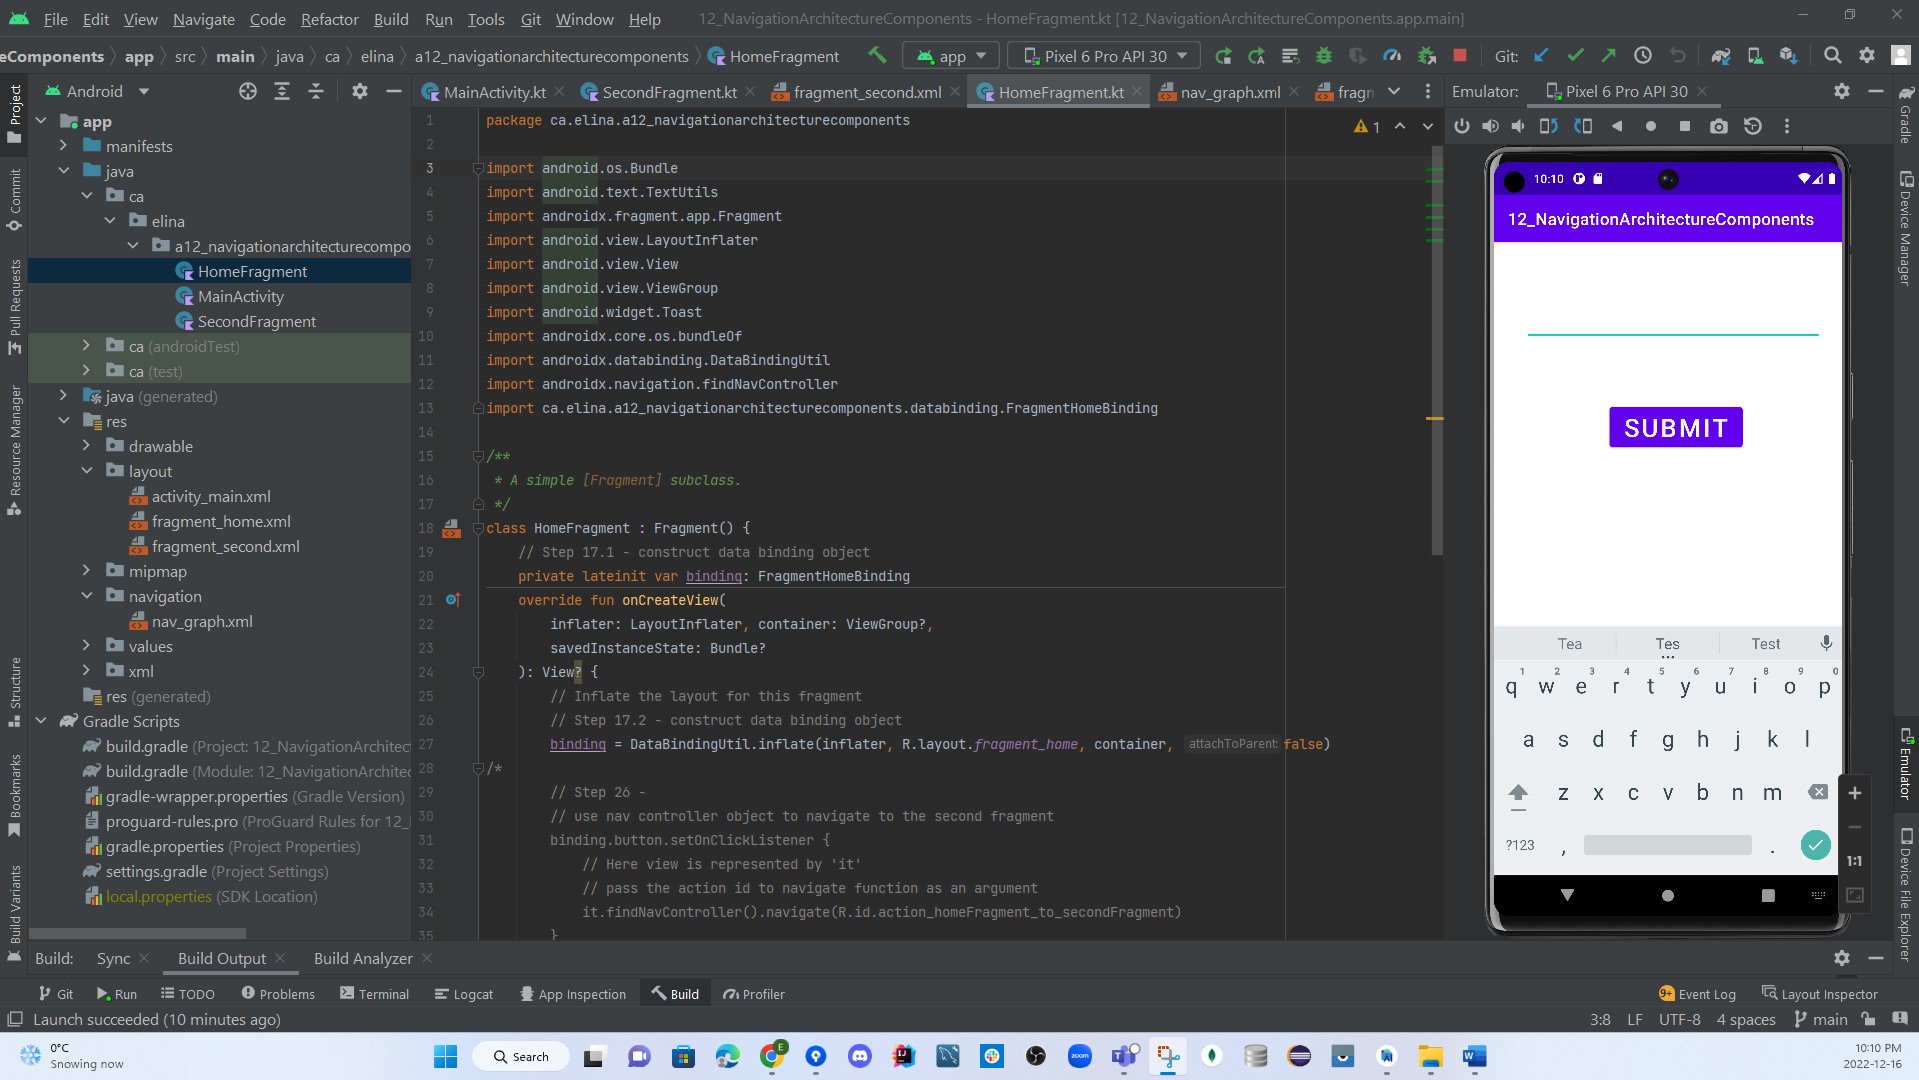 File Edit View Navigate Code Refactor Build Run Tools Git Window Help 12_NavigationArchitectureComponents - HomeFragment.kt [12_NavigationArchitectureComponents.app.main]
eComponents app src main java ca elina a12_navigationarchitecturecomponents HomeFragment app Pixel 6 Pro API 30 Git:
Android
MainActivity.kt SecondFragment.kt fragment_second.xml HomeFragment.kt nav_graph.xml fragn
Emulator: Pixel 6 Pro API 30
Project
Commit
Pull Requests
Resource Manager
Structure
Bookmarks
Build Variants
app
manifests
java
ca
elina
a12_navigationarchitecturecompo
HomeFragment
MainActivity
SecondFragment
ca (androidTest)
ca (test)
java (generated)
res
drawable
layout
activity_main.xml
fragment_home.xml
fragment_second.xml
mipmap
navigation
nav_graph.xml
values
xml
res (generated)
Gradle Scripts
build.gradle (Project: 12_NavigationArchitect
build.gradle (Module: 12_NavigationArchitec
gradle-wrapper.properties (Gradle Version)
proguard-rules.pro (ProGuard Rules for 12_
gradle.properties (Project Properties)
settings.gradle (Project Settings)
local.properties (SDK Location)
1 package ca.elina.a12_navigationarchitecturecomponents
1
2
3 import android.os.Bundle
4 import android.text.TextUtils
5 import androidx.fragment.app.Fragment
6 import android.view.LayoutInflater
7 import android.view.View
8 import android.view.ViewGroup
9 import android.widget.Toast
10 import androidx.core.os.bundleOf
11 import androidx.databinding.DataBindingUtil
12 import androidx.navigation.findNavController
13 import ca.elina.a12_navigationarchitecturecomponents.databinding.FragmentHomeBinding
14
15 /**
16 * A simple [Fragment] subclass.
17 */
18 class HomeFragment : Fragment() {
19 // Step 17.1 - construct data binding object
20 private lateinit var binding: FragmentHomeBinding
21 override fun onCreateView(
22 inflater: LayoutInflater, container: ViewGroup?,
23 savedInstanceState: Bundle?
24 ): View? {
25 // Inflate the layout for this fragment
26 // Step 17.2 - construct data binding object
27 binding = DataBindingUtil.inflate(inflater, R.layout.fragment_home, container, attachToParent: false)
28 /*
29 // Step 26 -
30 // use nav controller object to navigate to the second fragment
31 binding.button.setOnClickListener {
32 // Here view is represented by 'it'
33 // pass the action id to navigate function as an argument
34 it.findNavController().navigate(R.id.action_homeFragment_to_secondFragment)
35 }
10:10
12_NavigationArchitectureComponents
SUBMIT
Tea Tes Test
1 2 3 4 5 6 7 8 9 0
q w e r t y u i o p
a s d f g h j k l
z x c v b n m
?123 , .
1:1
Gradle
Device Manager
Emulator
Device File Explorer
Build: Sync Build Output Build Analyzer
Git Run TODO Problems Terminal Logcat App Inspection Build Profiler 9+ Event Log Layout Inspector
Launch succeeded (10 minutes ago) 3:8 LF UTF-8 4 spaces main
0°C
Snowing now
Search
E
zoom
10:10 PM
2022-12-16